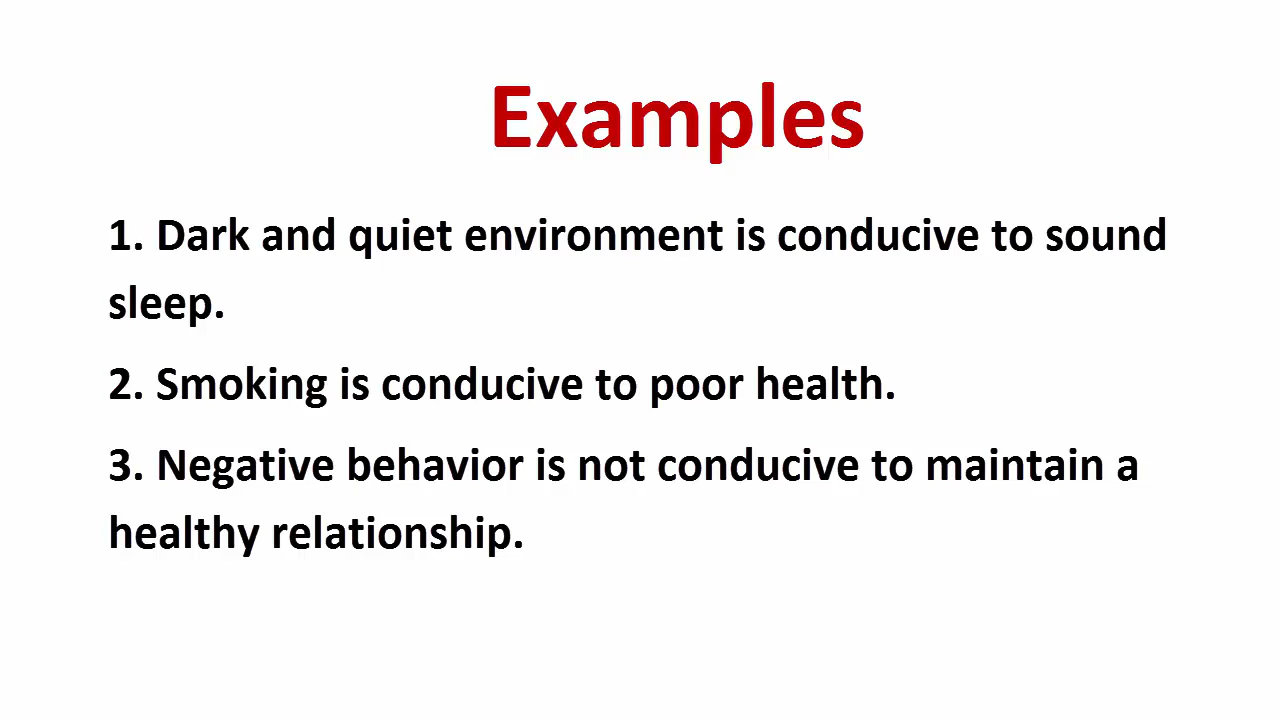 Examples
1. Dark and quiet environment is conducive to sound
sleep.
2. Smoking is conducive to poor health.
3. Negative behavior is not conducive to maintain a
healthy relationship.